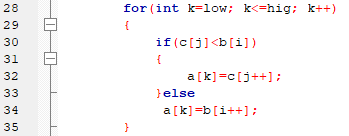 28 for(int k=low; k<=hig; k++)
29 {
30 if(c[j]<b[i])
31 {
32 a[k]=c[j++];
33 }else
34 a[k]=b[i++];
35 }